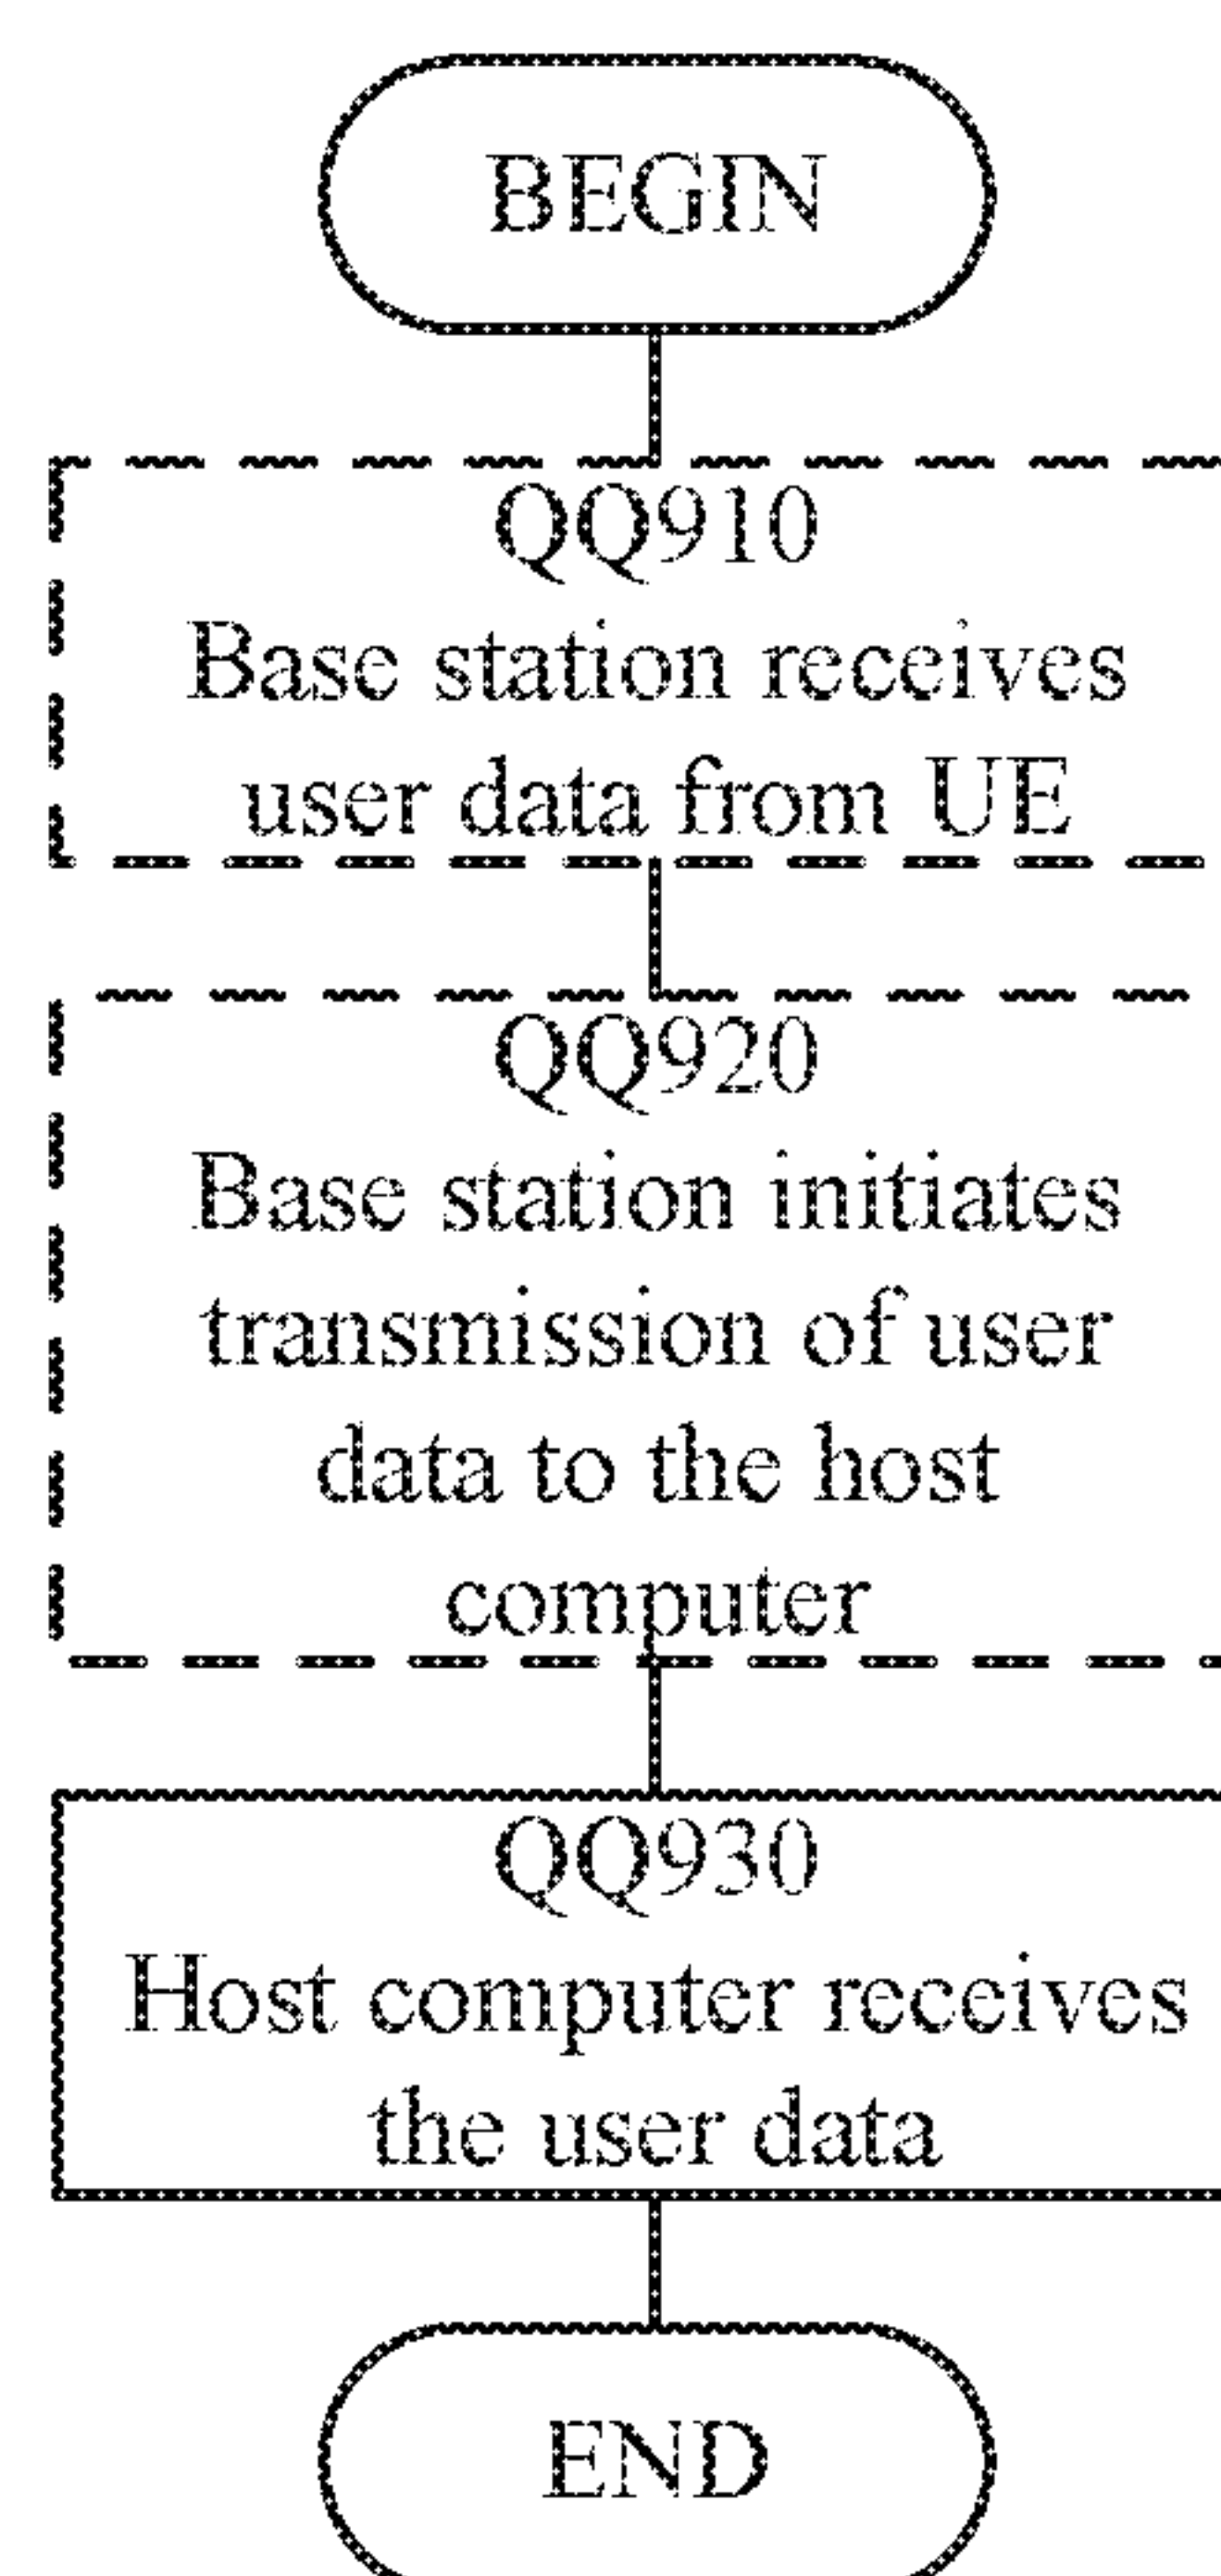 BEGIN
QQ910
Base station receives
user data from UE
QQ920
Base station initiates
transmission of user
data to the host
computer
QQ930
Host computer receives
the user data
END